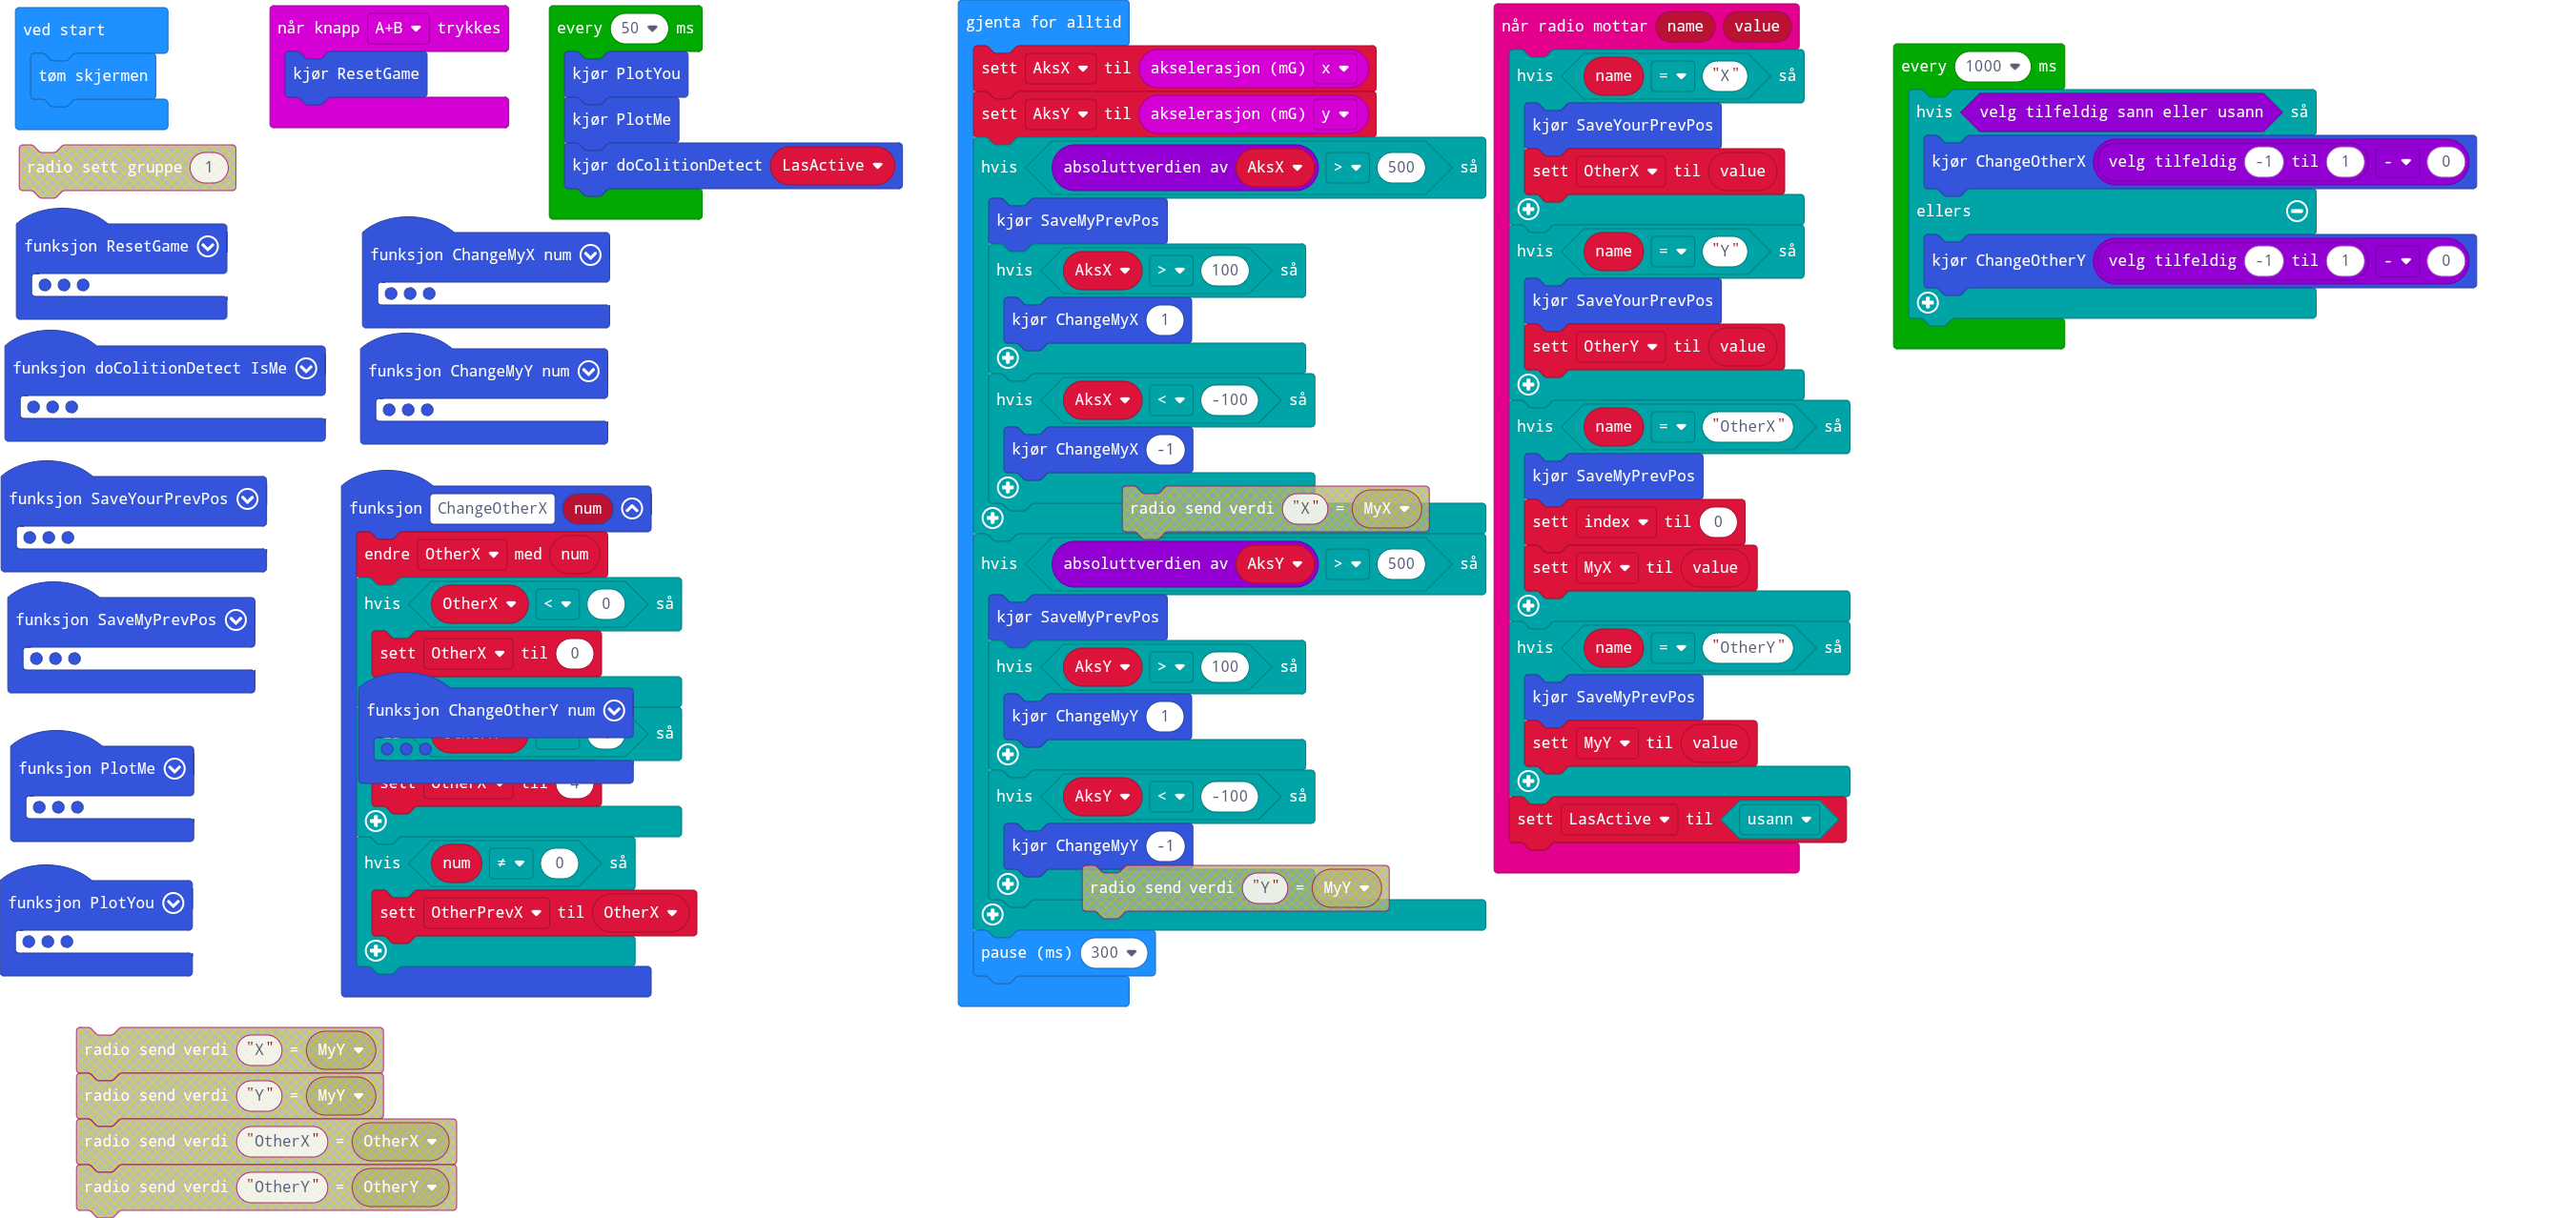 ved start
tøm skjermen
radio sett gruppe 1
når knapp A+B trykkes
kjør ResetGame
every 50 ms
kjør PlotYou
kjør PlotMe
kjør doColitionDetect LasActive
funksjon ResetGame
funksjon doColitionDetect IsMe
funksjon SaveYourPrevPos
funksjon SaveMyPrevPos
funksjon PlotMe
funksjon PlotYou
funksjon ChangeMyX num
funksjon ChangeMyY num
funksjon ChangeOtherX num
endre OtherX med num
hvis OtherX < 0 så
sett OtherX til 0
funksjon ChangeOtherY num
så
hvis num ≠ 0 så
sett OtherPrevX til OtherX
radio send verdi "X" = MyY
radio send verdi "Y" = MyY
radio send verdi "OtherX" = OtherX
radio send verdi "OtherY" = OtherY
gjenta for alltid
sett AksX til akselerasjon (mG) x
sett AksY til akselerasjon (mG) y
hvis absoluttverdien av AksX > 500 så
kjør SaveMyPrevPos
hvis AksX > 100 så
kjør ChangeMyX 1
hvis AksX < -100 så
kjør ChangeMyX -1
radio send verdi "X" = MyX
hvis absoluttverdien av AksY > 500 så
kjør SaveMyPrevPos
hvis AksY > 100 så
kjør ChangeMyY 1
hvis AksY < -100 så
kjør ChangeMyY -1
radio send verdi "Y" = MyY
pause (ms) 300
når radio mottar name value
hvis name = "X" så
kjør SaveYourPrevPos
sett OtherX til value
hvis name = "Y" så
kjør SaveYourPrevPos
sett OtherY til value
hvis name = "OtherX" så
kjør SaveMyPrevPos
sett index til 0
sett MyX til value
hvis name = "OtherY" så
kjør SaveMyPrevPos
sett MyY til value
sett LasActive til usann
every 1000 ms
hvis velg tilfeldig sann eller usann så
kjør ChangeOtherX velg tilfeldig -1 til 1 - 0
ellers
kjør ChangeOtherY velg tilfeldig -1 til 1 - 0